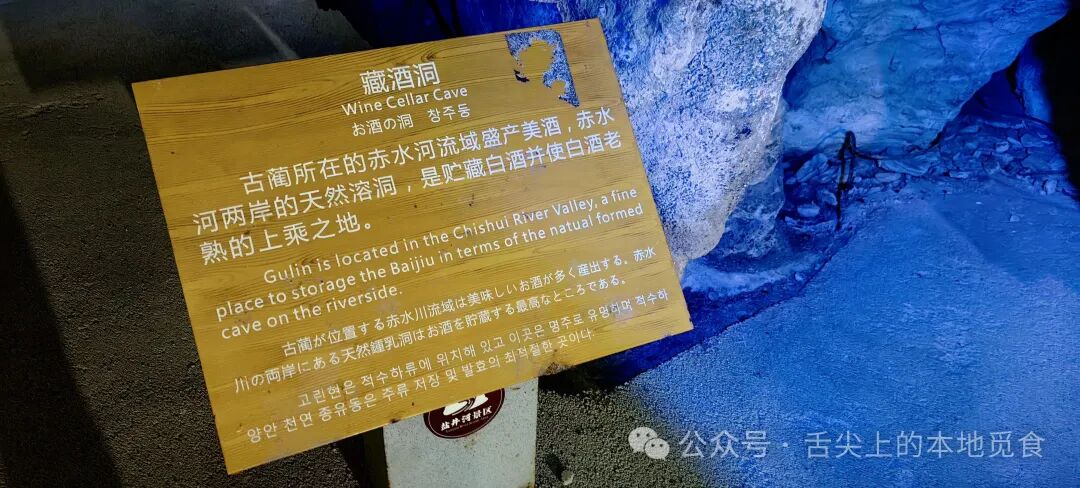 藏酒洞
Wine Cellar Cave
お酒の洞 창주동
古蔺所在的赤水河流域盛产美酒，赤水
河两岸的天然溶洞，是贮藏白酒并使白酒老
熟的上乘之地。
Gulin is located in the Chishui River Valley, a fine
place to storage the Baijiu in terms of the natual formed
cave on the riverside.
古蔺が位置する赤水川流域は美味しいお酒が多く産出する。赤水
川の両岸にある天然鍾乳洞はお酒を貯蔵する最高なところである。
고린현은 적수하류에 위치해 있고 이곳은 명주로 유명하며 적수하
양안 천연 종유동은 주류 저장 및 발효의 최적절한 곳이다.
盐井河景区
公众号·舌尖上的本地觅食